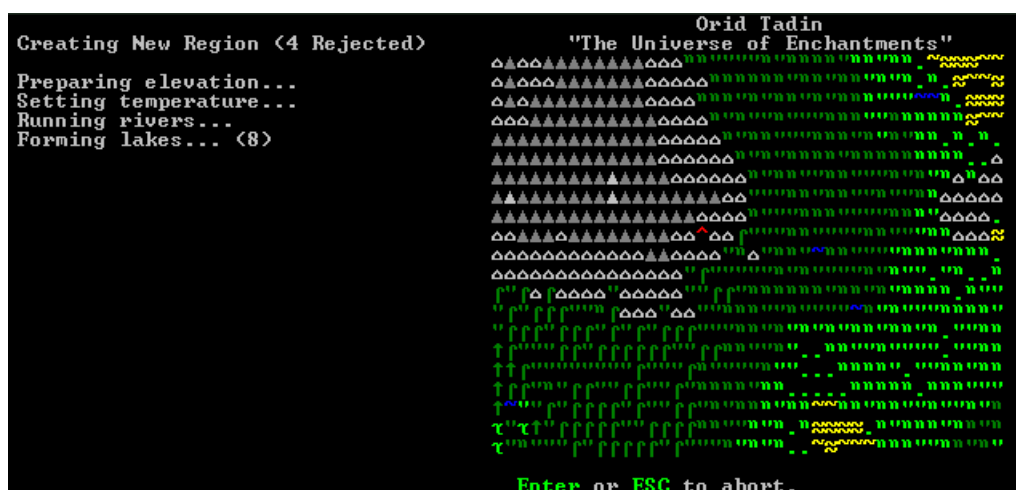 Orid Tadin
Creating New Region (4 Rejected)
"The Universe of Enchantments"
Preparing elevation...
Setting temperature...
Running rivers...
Forming lakes... (8)
Enter or ESC to abort.